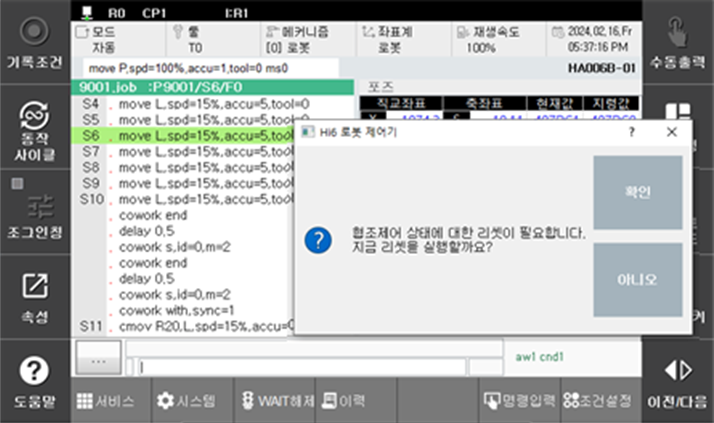 R0 CP1 I:R1
기록조건
모드
자동
툴
T0
메커니즘
[0] 로봇
좌표계
로봇
재생속도
100%
2024,02,16,Fr
05:37:16 PM
수동출력
move P,spd=100%,accu=1,tool=0 ms0
HA006B-01
9001.job :P9001/S6/F0
포즈
직교좌표 축좌표 현재값 지령값
S4 move L,spd=15%,accu=5,tool=0
S5 move L,spd=15%,accu=5,tool=0
S6 move L,spd=15%,accu=5,tool
S7 move L,spd=15%,accu=5,tool
S8 move L,spd=15%,accu=5,tool
S9 move L,spd=15%,accu=5,tool
S10 move L,spd=15%,accu=5,tool
. cowork end
. delay 0.5
. cowork s,id=0,m=2
. cowork end
. delay 0.5
. cowork s,id=0,m=2
. cowork with,sync=1
S11 . cmov R20,L,spd=15%,accu=
동작
사이클
조그인칭
속성
도움말
Hi6 로봇 제어기
? ×
협조제어 상태에 대한 리셋이 필요합니다.
지금 리셋을 실행할까요?
확인
아니오
...
aw1 cnd1
서비스
시스템
WAIT해제
이력
명령입력
조건설정
이전/다음